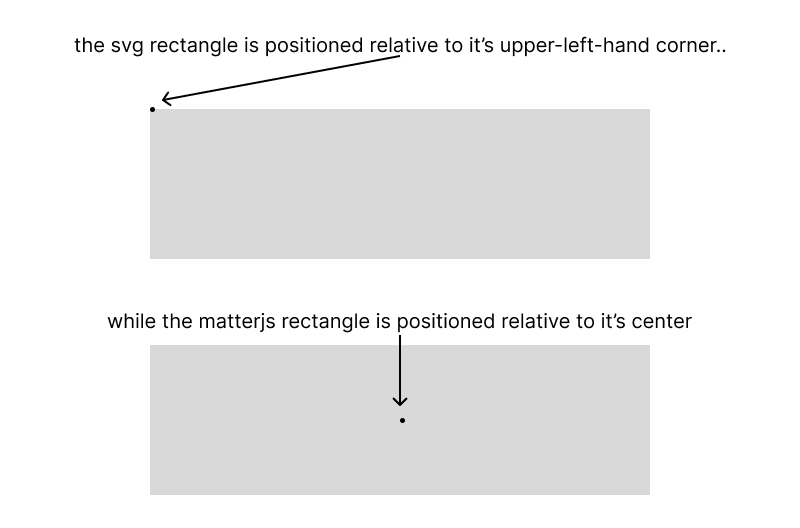 the svg rectangle is positioned relative to it’s upper-left-hand corner..
while the matterjs rectangle is positioned relative to it’s center